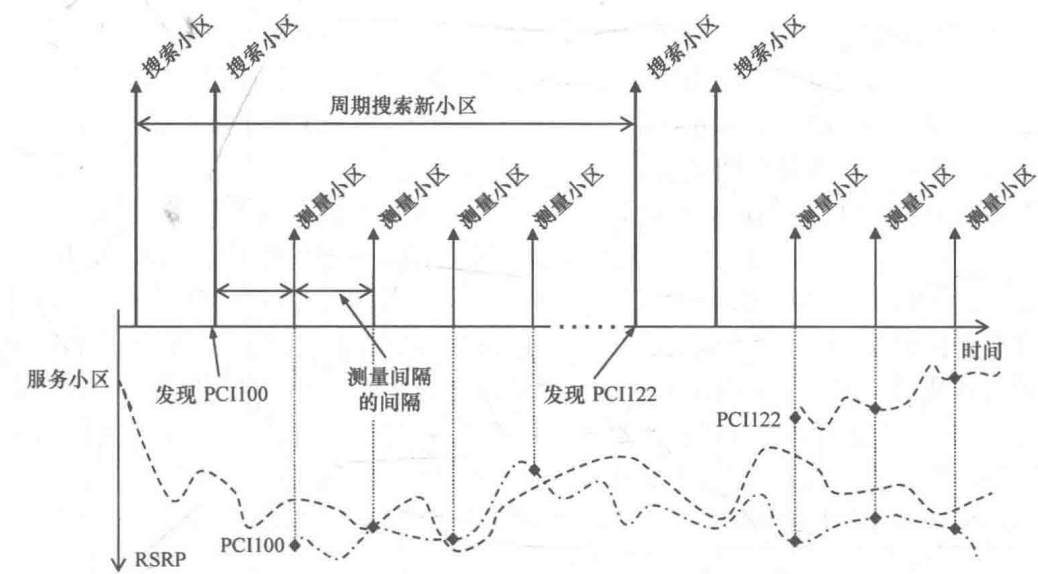 搜索小区
搜索小区
搜索小区
搜索小区
周期搜索新小区
测量小区
测量小区
测量小区
测量小区
测量小区
测量小区
测量小区
服务小区
发现 PCI100
测量间隔
的间隔
发现 PCI122
时间
PCI122
PCI100
RSRP